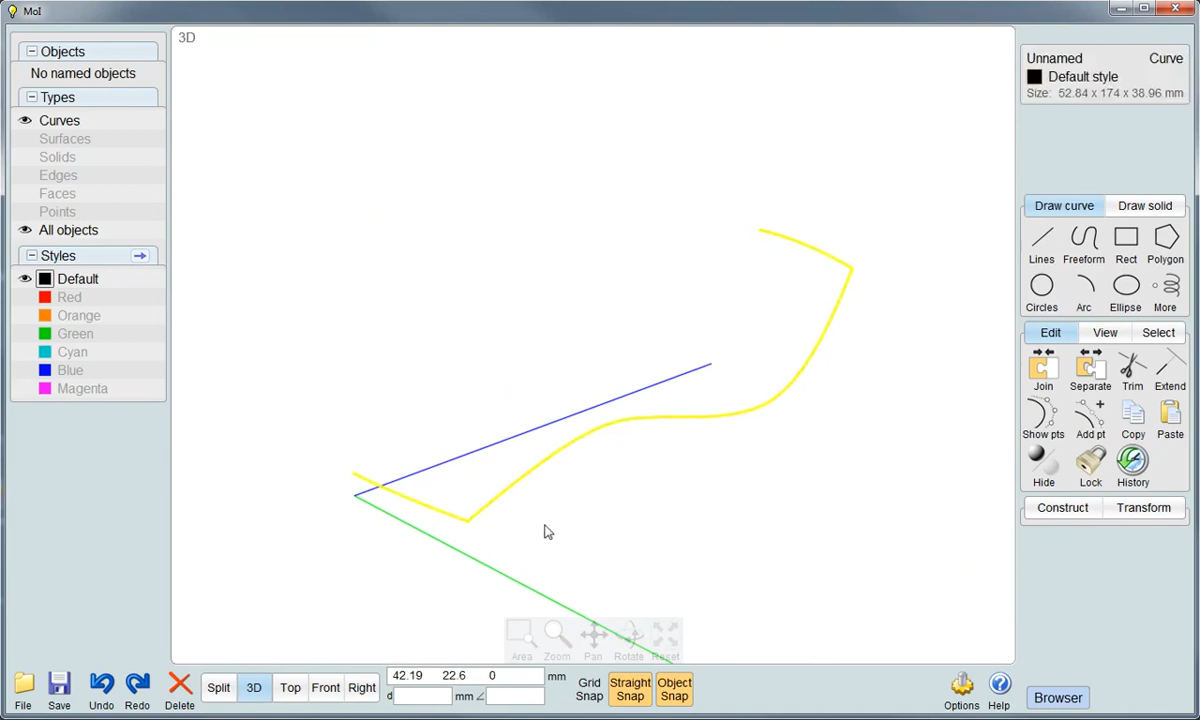 MoI
Objects
No named objects
Types
Curves
Surfaces
Solids
Edges
Faces
Points
All objects
Styles
Default
Red
Orange
Green
Cyan
Blue
Magenta
3D
Area Zoom Pan Rotate Reset
Unnamed Curve
Default style
Size: 52.84 x 174 x 38.96 mm
Draw curve Draw solid
Lines Freeform Rect Polygon
Circles Arc Ellipse More
Edit View Select
Join Separate Trim Extend
Show pts Add pt Copy Paste
Hide Lock History
Construct Transform
File Save Undo Redo Delete
Split 3D Top Front Right
42.19 22.6 0 mm
d mm ∠
Grid Snap
Straight Snap
Object Snap
Options Help
Browser